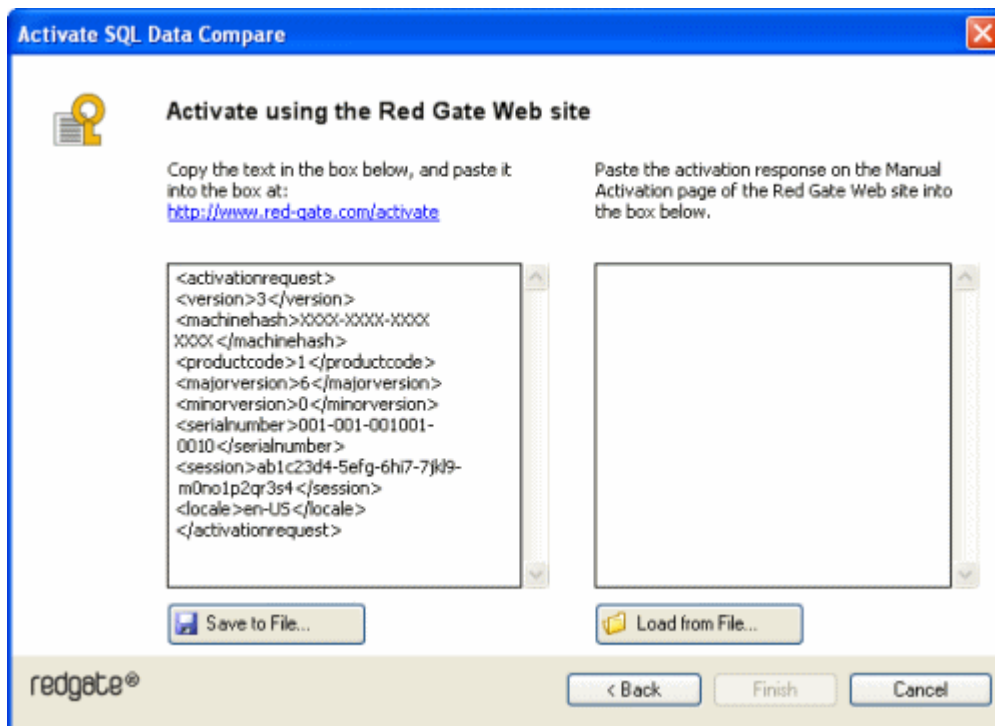 Activate SQL Data Compare
Activate using the Red Gate Web site
Copy the text in the box below, and paste it
into the box at:
http://www.red-gate.com/activate
<activationrequest>
<version>3</version>
<machinehash>XXXX-XXXX-XXXX
XXXX</machinehash>
<productcode>1</productcode>
<majorversion>6</majorversion>
<minorversion>0</minorversion>
<serialnumber>001-001-001001-
0010</serialnumber>
<session>ab1c23d4-5efg-6hi7-7jkl9-
m0no1p2qr3s4</session>
<locale>en-US</locale>
</activationrequest>
Save to File...
Paste the activation response on the Manual
Activation page of the Red Gate Web site into
the box below.
Load from File...
redgate®
< Back
Finish
Cancel